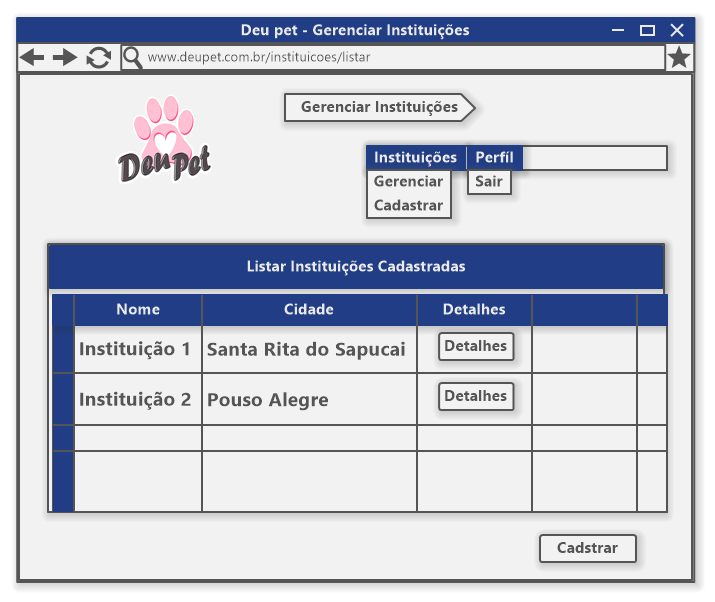 Deu pet - Gerenciar Instituições
www.deupet.com.br/instituicoes/listar
Gerenciar Instituições
Deu Pet
Instituições Perfíl
Gerenciar Sair
Cadastrar
Listar Instituições Cadastradas
Nome Cidade Detalhes
Instituição 1 Santa Rita do Sapucai Detalhes
Instituição 2 Pouso Alegre Detalhes
Cadstrar